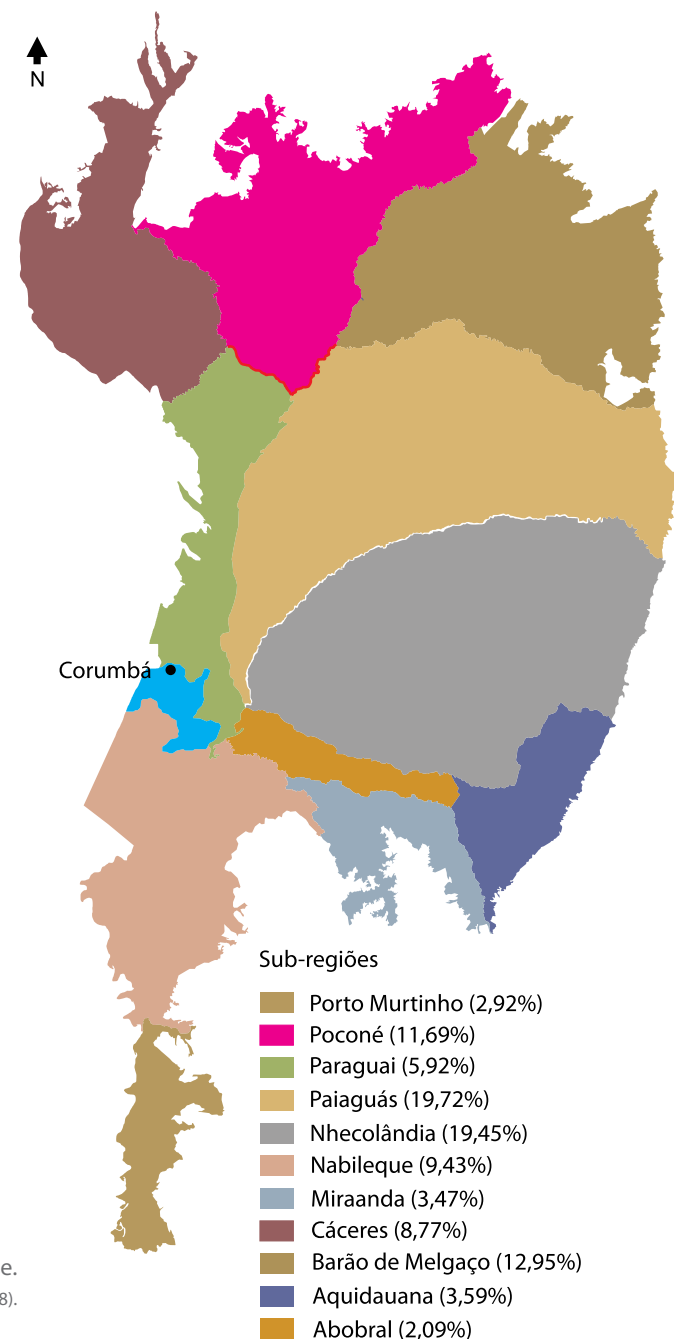 N
Corumbá
Sub-regiões
Porto Murtinho (2,92%)
Poconé (11,69%)
Paraguai (5,92%)
Paiaguás (19,72%)
Nhecolândia (19,45%)
Nabileque (9,43%)
Miraanda (3,47%)
Cáceres (8,77%)
Barão de Melgaço (12,95%)
e.
Aquidauana (3,59%)
8).
Abobral (2,09%)